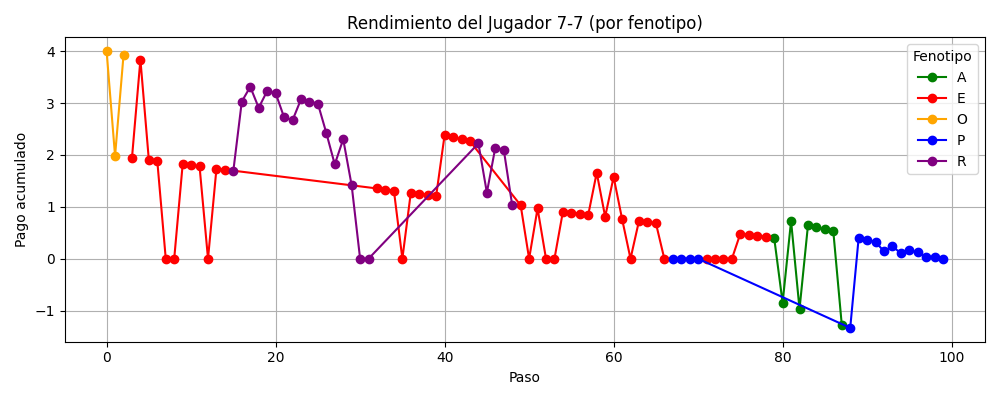 Rendimiento del Jugador 7-7 (por fenotipo)
Pago acumulado
4
3
2
1
0
−1
0
20
40
60
80
100
Paso
Fenotipo
A
E
O
P
R